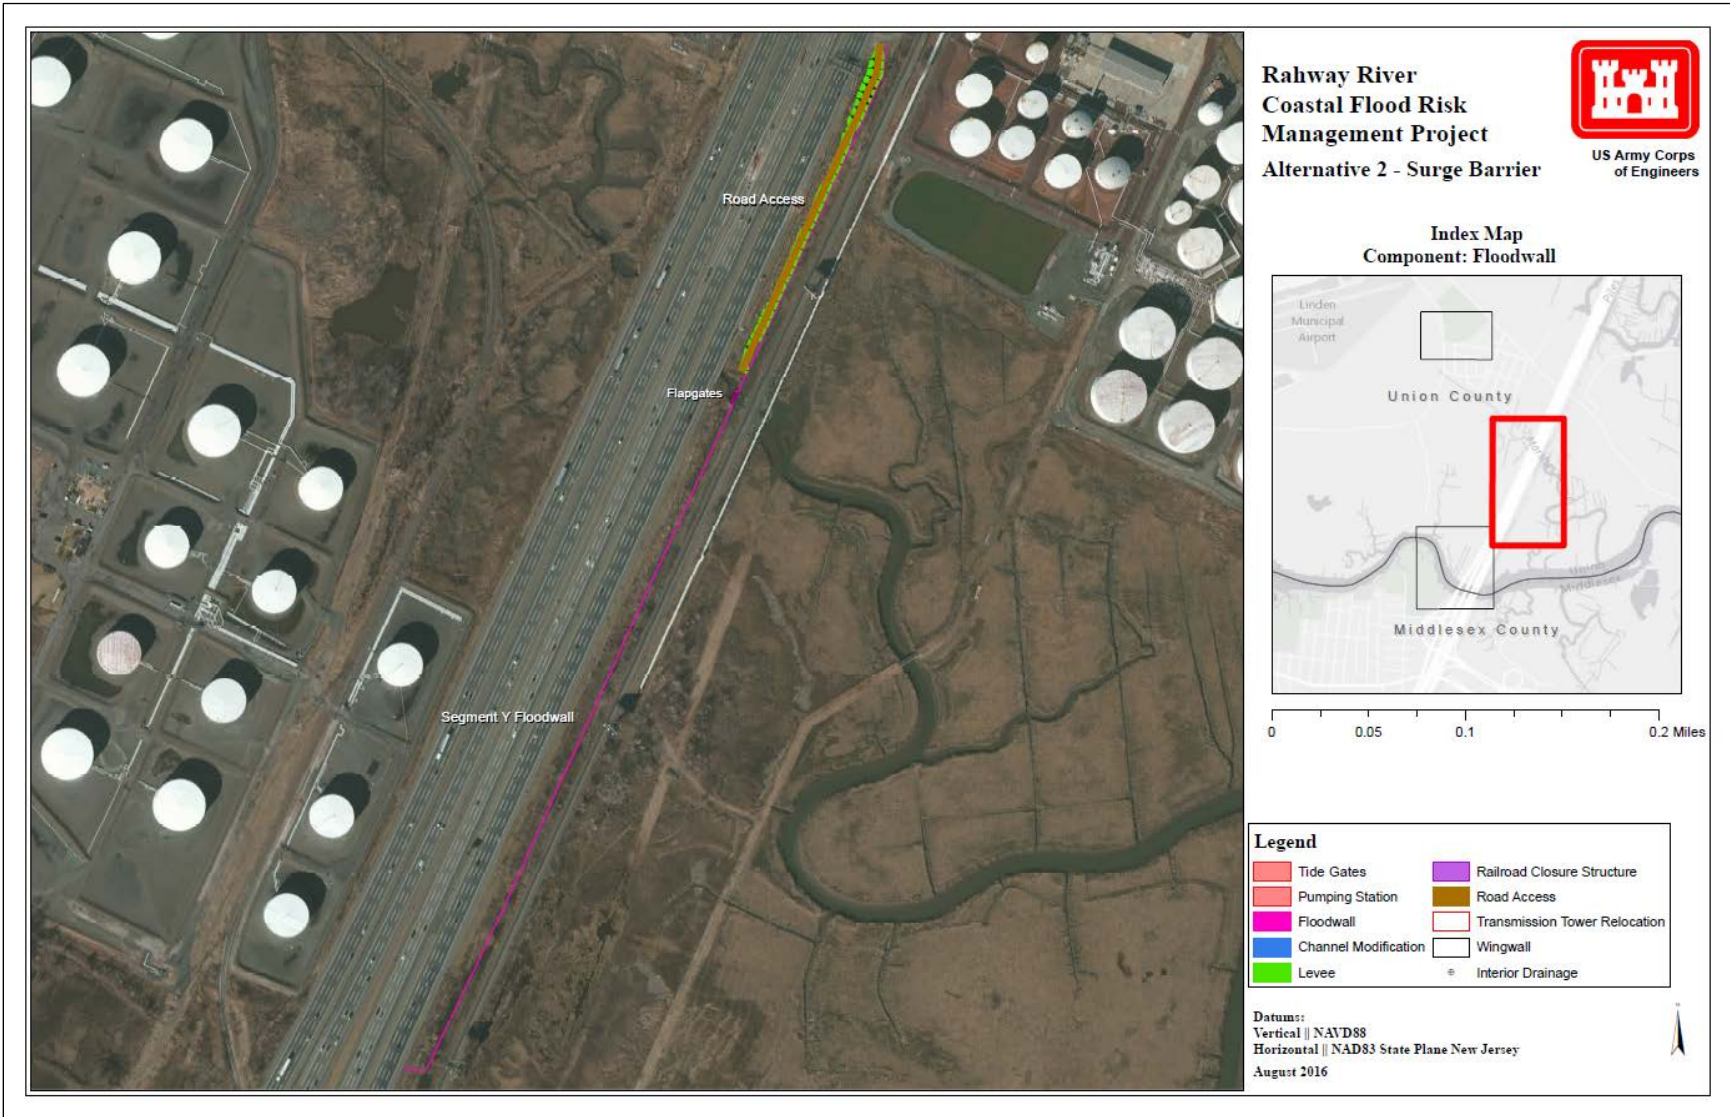 Rahway River
Coastal Flood Risk
Management Project
Alternative 2 - Surge Barrier
US Army Corps
of Engineers
Index Map
Component: Floodwall
Linden
Municipal
Airport
Union County
Union
Middlesex
Middlesex County
0 0.05 0.1 0.2 Miles
Road Access
Flapgates
Segment Y Floodwall
Legend
Tide Gates
Pumping Station
Floodwall
Channel Modification
Levee
Railroad Closure Structure
Road Access
Transmission Tower Relocation
Wingwall
Interior Drainage
Datums:
Vertical || NAVD88
Horizontal || NAD83 State Plane New Jersey
August 2016